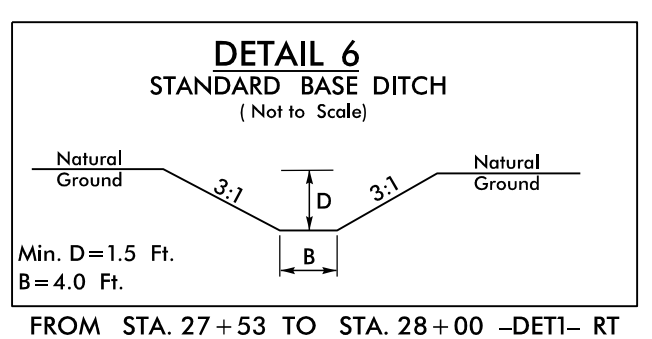 DETAIL 6
STANDARD BASE DITCH
( Not to Scale)
Natural
Ground
3:1
D
3:1
Natural
Ground
B
Min. D=1.5 Ft.
B=4.0 Ft.
FROM STA. 27+53 TO STA. 28+00 -DET1- RT